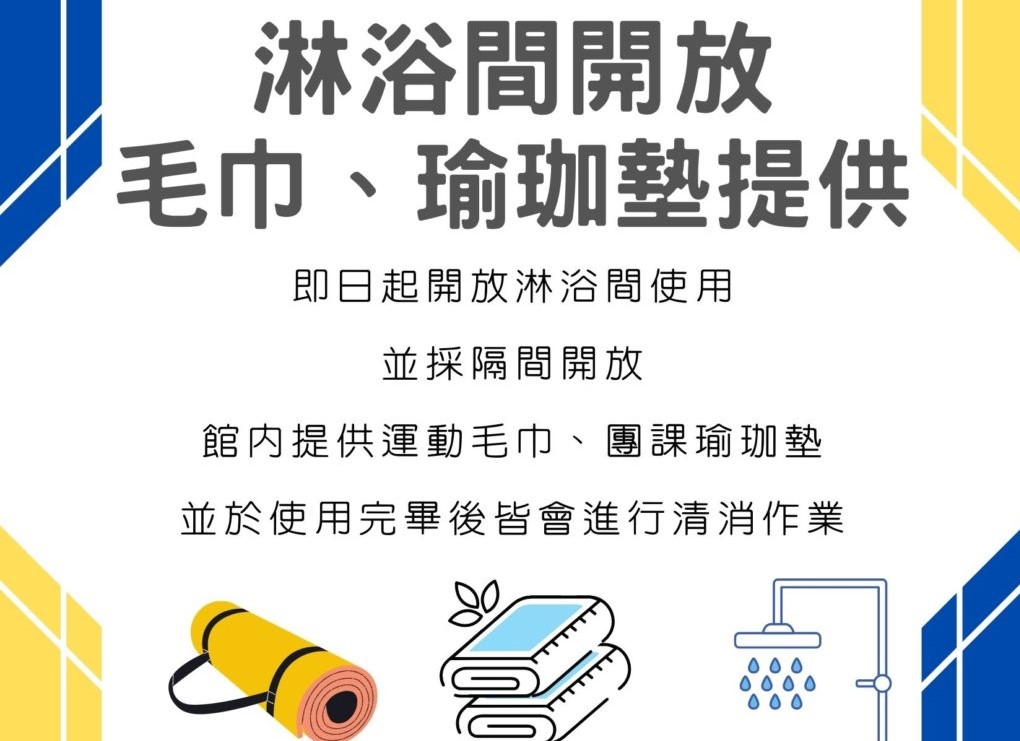 淋浴間開放
毛巾、瑜珈墊提供
即日起開放淋浴間使用
並採隔間開放
館內提供運動毛巾、團課瑜珈墊
並於使用完畢後皆會進行清消作業